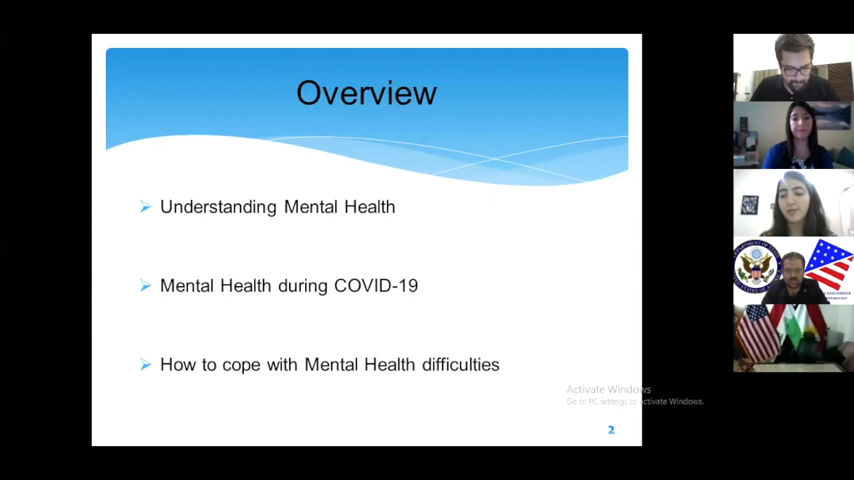 Overview
Understanding Mental Health
Mental Health during COVID-19
How to cope with Mental Health difficulties
Activate Windows
Go to PC settings to activate Windows.
2